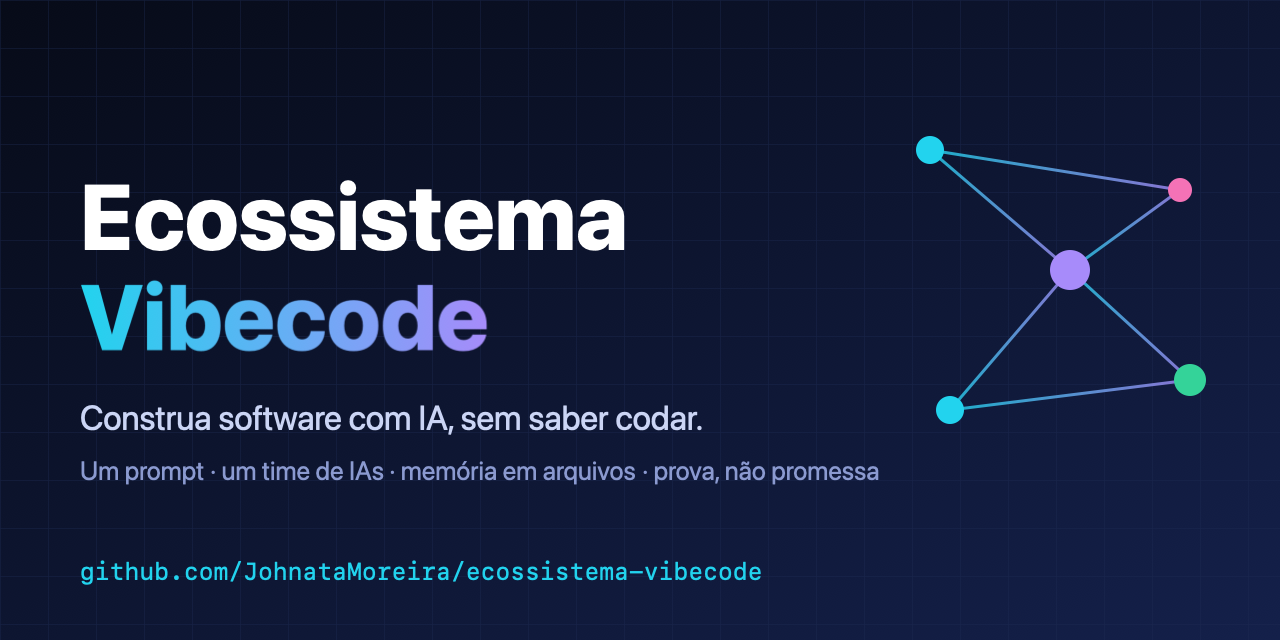 Ecossistema
Vibecode
Construa software com IA, sem saber codar.
Um prompt · um time de IAs · memória em arquivos · prova, não promessa
github.com/JohnataMoreira/ecossistema-vibecode